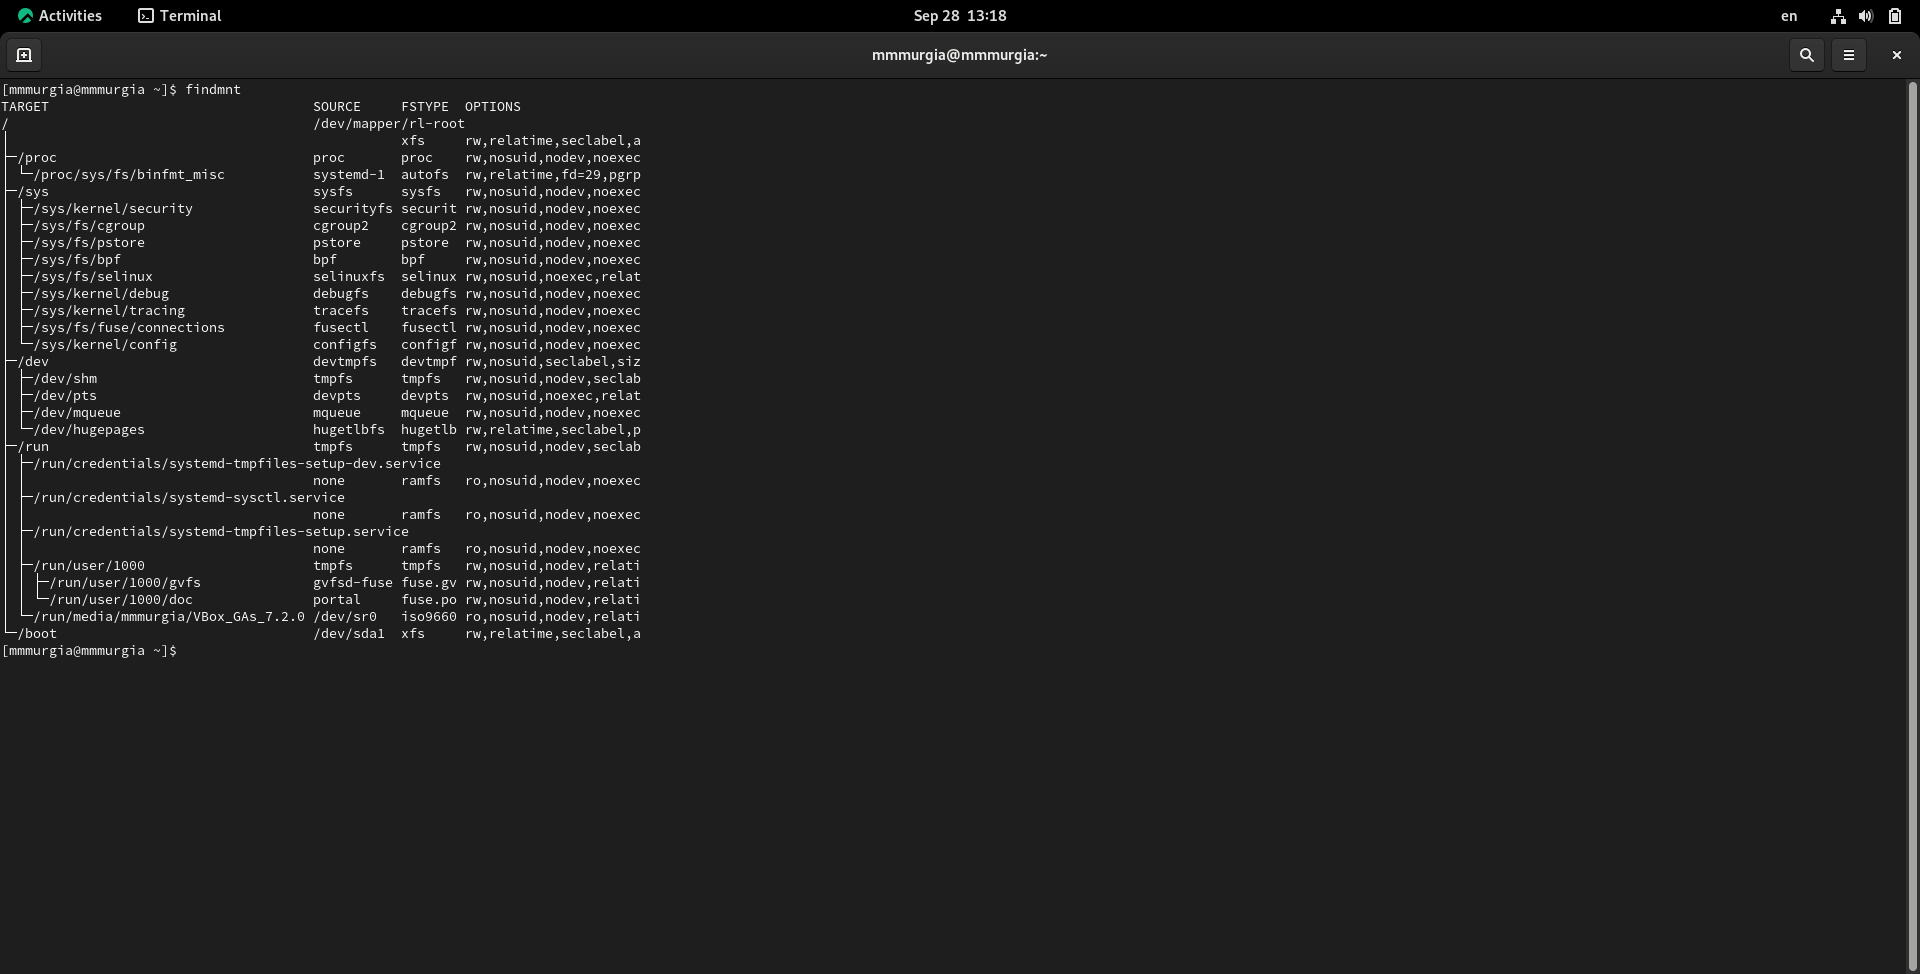 Activities Terminal Sep 28 13:18 en
mmmurgia@mmmurgia:~
[mmmurgia@mmmurgia ~]$ findmnt
TARGET SOURCE FSTYPE OPTIONS
/ /dev/mapper/rl-root
xfs rw,relatime,seclabel,a
├─/proc proc proc rw,nosuid,nodev,noexec
│ └─/proc/sys/fs/binfmt_misc systemd-1 autofs rw,relatime,fd=29,pgrp
├─/sys sysfs sysfs rw,nosuid,nodev,noexec
│ ├─/sys/kernel/security securityfs securit rw,nosuid,nodev,noexec
│ ├─/sys/fs/cgroup cgroup2 cgroup2 rw,nosuid,nodev,noexec
│ ├─/sys/fs/pstore pstore pstore rw,nosuid,nodev,noexec
│ ├─/sys/fs/bpf bpf bpf rw,nosuid,nodev,noexec
│ ├─/sys/fs/selinux selinuxfs selinux rw,nosuid,noexec,relat
│ ├─/sys/kernel/debug debugfs debugfs rw,nosuid,nodev,noexec
│ ├─/sys/kernel/tracing tracefs tracefs rw,nosuid,nodev,noexec
│ ├─/sys/fs/fuse/connections fusectl fusectl rw,nosuid,nodev,noexec
│ └─/sys/kernel/config configfs configf rw,nosuid,nodev,noexec
├─/dev devtmpfs devtmpf rw,nosuid,seclabel,siz
│ ├─/dev/shm tmpfs tmpfs rw,nosuid,nodev,seclab
│ ├─/dev/pts devpts devpts rw,nosuid,noexec,relat
│ ├─/dev/mqueue mqueue mqueue rw,nosuid,nodev,noexec
│ └─/dev/hugepages hugetlbfs hugetlb rw,relatime,seclabel,p
├─/run tmpfs tmpfs rw,nosuid,nodev,seclab
│ ├─/run/credentials/systemd-tmpfiles-setup-dev.service
│ │ none ramfs ro,nosuid,nodev,noexec
│ ├─/run/credentials/systemd-sysctl.service
│ │ none ramfs ro,nosuid,nodev,noexec
│ ├─/run/credentials/systemd-tmpfiles-setup.service
│ │ none ramfs ro,nosuid,nodev,noexec
│ ├─/run/user/1000 tmpfs tmpfs rw,nosuid,nodev,relati
│ │ ├─/run/user/1000/gvfs gvfsd-fuse fuse.gv rw,nosuid,nodev,relati
│ │ └─/run/user/1000/doc portal fuse.po rw,nosuid,nodev,relati
│ └─/run/media/mmmurgia/VBox_GAs_7.2.0 /dev/sr0 iso9660 ro,nosuid,nodev,relati
└─/boot /dev/sda1 xfs rw,relatime,seclabel,a
[mmmurgia@mmmurgia ~]$